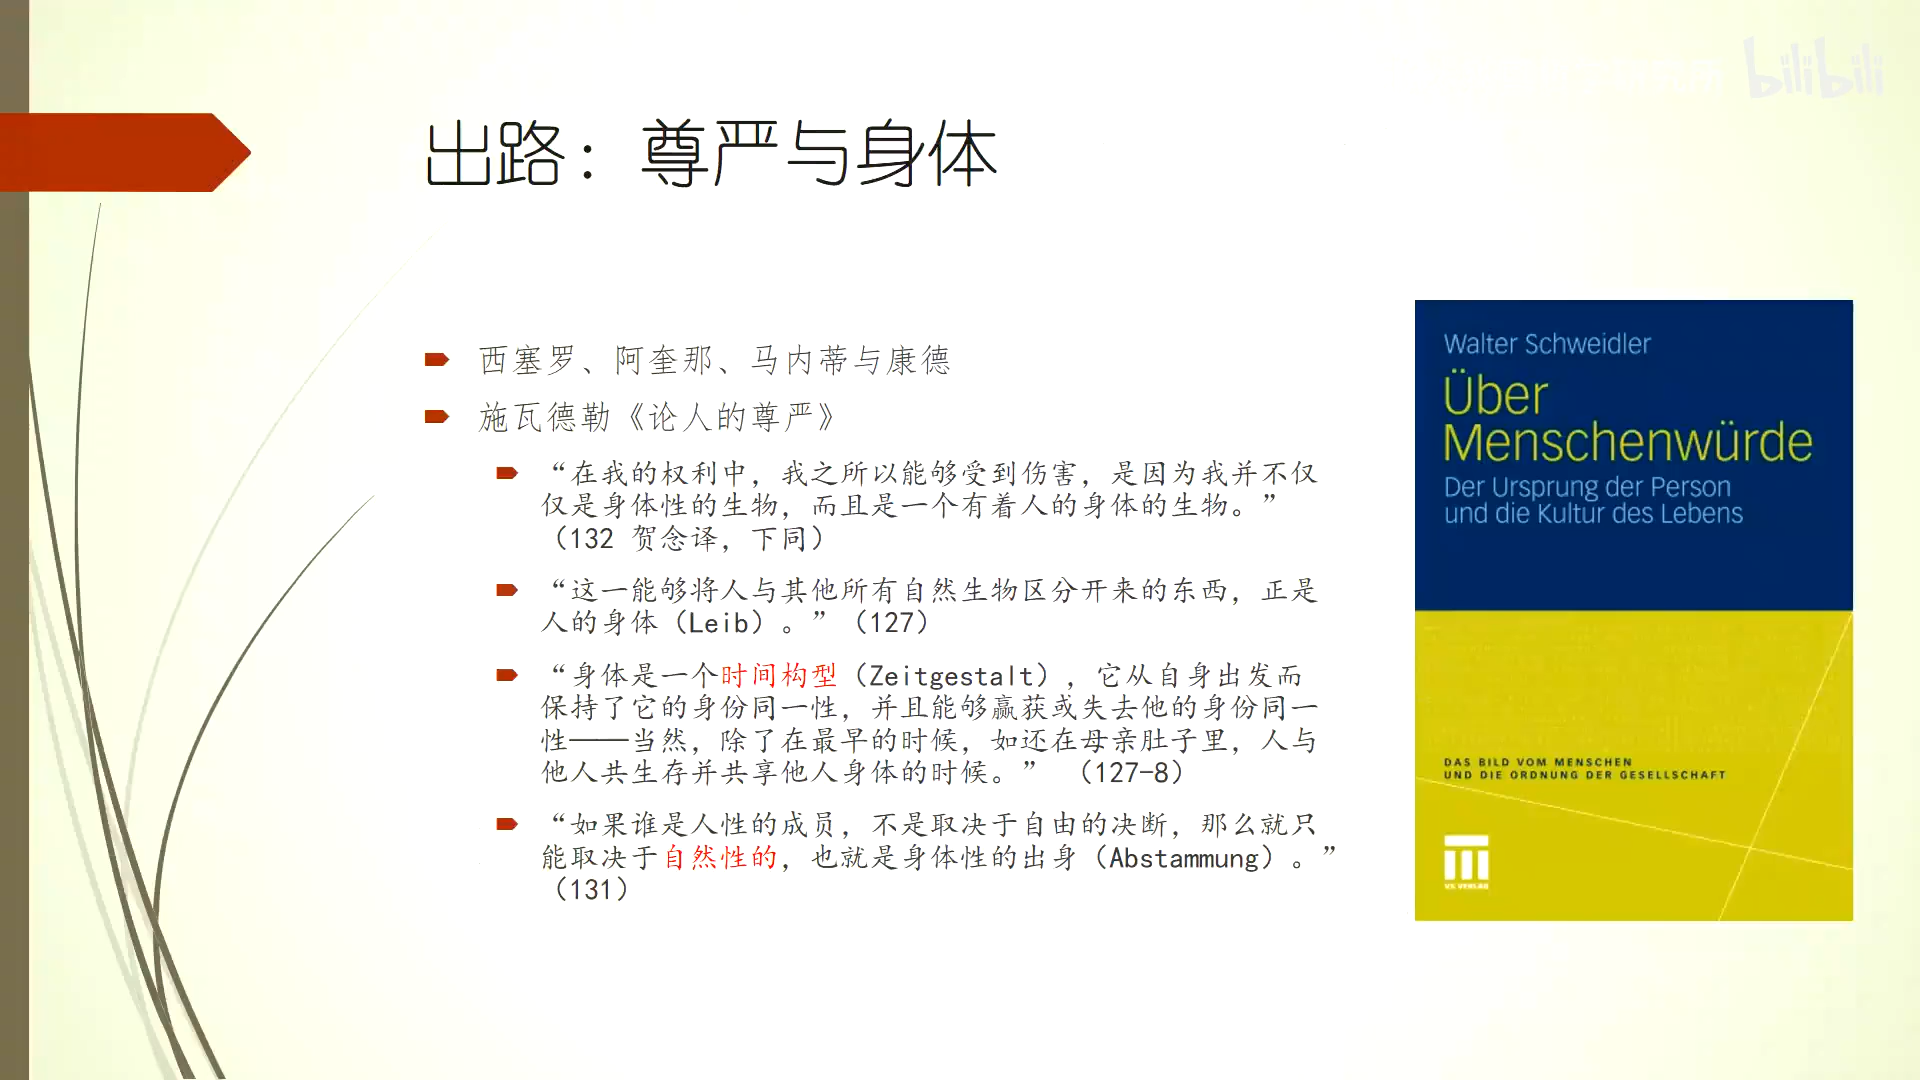 bilibili
出路：尊严与身体
西塞罗、阿奎那、马内蒂与康德
施瓦德勒《论人的尊严》
“在我的权利中，我之所以能够受到伤害，是因为我并不仅
仅是身体性的生物，而且是一个有着人的身体的生物。”
（132 贺念译，下同）
“这一能够将人与其他所有自然生物区分开来的东西，正是
人的身体（Leib）。”（127）
“身体是一个时间构型（Zeitgestalt），它从自身出发而
保持了它的身份同一性，并且能够赢获或失去他的身份同一
性——当然，除了在最早的时候，如还在母亲肚子里，人与
他人共生存并共享他人身体的时候。” （127-8）
“如果谁是人性的成员，不是取决于自由的决断，那么就只
能取决于自然性的，也就是身体性的出身（Abstammung）。”
（131）
Walter Schweidler
Über
Menschenwürde
Der Ursprung der Person
und die Kultur des Lebens
DAS BILD VOM MENSCHEN
UND DIE ORDNUNG DER GESELLSCHAFT
VS VERLAG